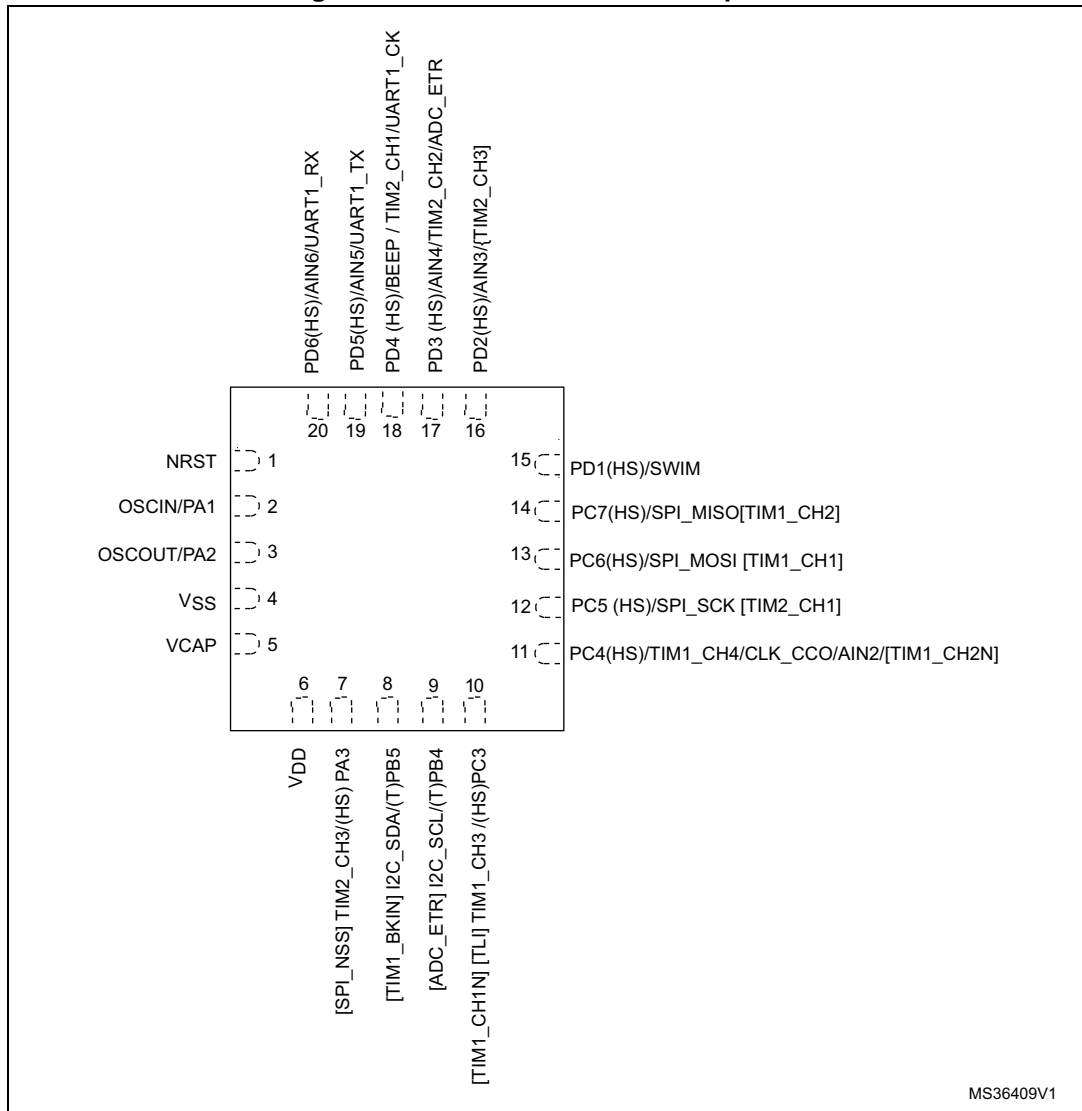 PD6(HS)/AIN6/UART1_RX
PD5(HS)/AIN5/UART1_TX
PD4 (HS)/BEEP / TIM2_CH1/UART1_CK
PD3 (HS)/AIN4/TIM2_CH2/ADC_ETR
PD2(HS)/AIN3/{TIM2_CH3]
20 19 18 17 16
NRST 1
OSCIN/PA1 2
OSCOUT/PA2 3
VSS 4
VCAP 5
15 PD1(HS)/SWIM
14 PC7(HS)/SPI_MISO[TIM1_CH2]
13 PC6(HS)/SPI_MOSI [TIM1_CH1]
12 PC5 (HS)/SPI_SCK [TIM2_CH1]
11 PC4(HS)/TIM1_CH4/CLK_CCO/AIN2/[TIM1_CH2N]
6 7 8 9 10
VDD
[SPI_NSS] TIM2_CH3/(HS) PA3
[TIM1_BKIN] I2C_SDA/(T)PB5
[ADC_ETR] I2C_SCL/(T)PB4
[TIM1_CH1N] [TLI] TIM1_CH3 /(HS)PC3
MS36409V1